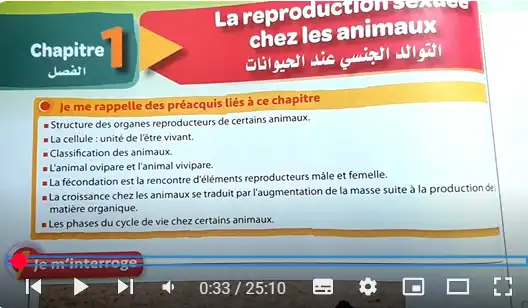 La reproduction sexuée
chez les animaux
Chapitre 1
الفصل
التوالد الجنسي عند الحيوانات
Je me rappelle des préacquis liés à ce chapitre
Structure des organes reproducteurs de certains animaux.
La cellule : unité de l'être vivant.
Classification des animaux.
L'animal ovipare et l'animal vivipare.
La fécondation est la rencontre d'éléments reproducteurs mâle et femelle.
La croissance chez les animaux se traduit par l'augmentation de la masse suite à la production de
matière organique.
Les phases du cycle de vie chez certains animaux.
Je m'interroge
0:33 / 25:10